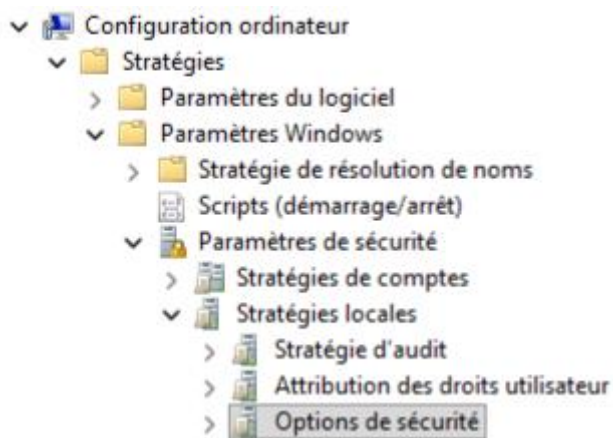 Configuration ordinateur
Stratégies
Paramètres du logiciel
Paramètres Windows
Stratégie de résolution de noms
Scripts (démarrage/arrêt)
Paramètres de sécurité
Stratégies de comptes
Stratégies locales
Stratégie d'audit
Attribution des droits utilisateur
Options de sécurité